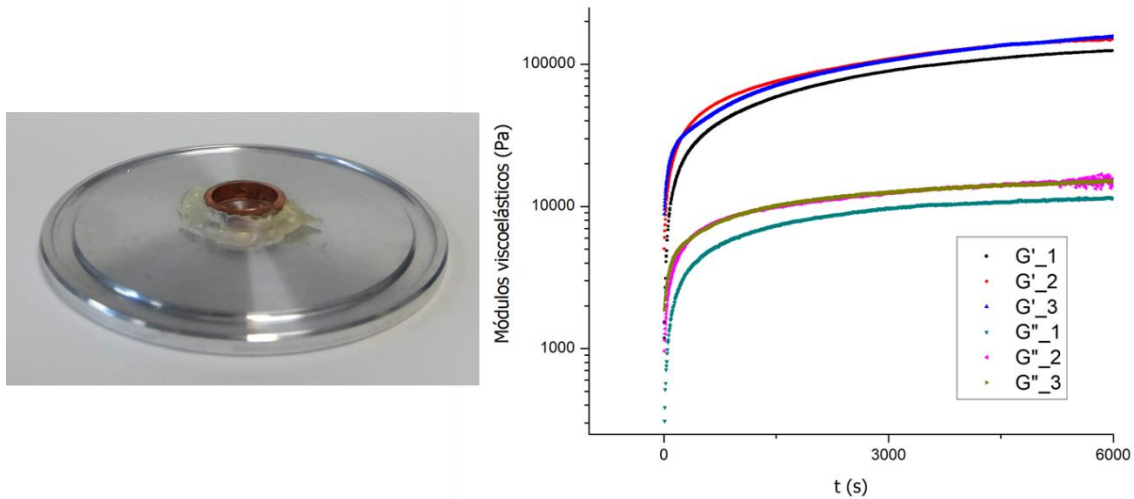 100000
10000
1000
Módulos viscoelásticos (Pa)
G'_1
G'_2
G'_3
G"_1
G"_2
G"_3
0
3000
6000
t (s)